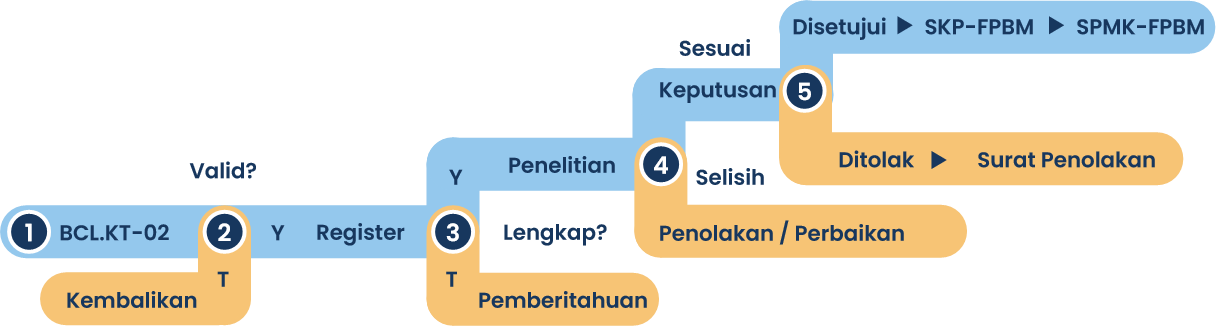 Disetujui ▶ SKP-FPBM ▶ SPMK-FPBM
Sesuai
Keputusan 5
Ditolak ▶ Surat Penolakan
Penelitian 4
Selisih
Penolakan / Perbaikan
Valid?
Y
1 BCL.KT-02 2 Y Register 3 Lengkap?
T
T
Kembalikan
Pemberitahuan